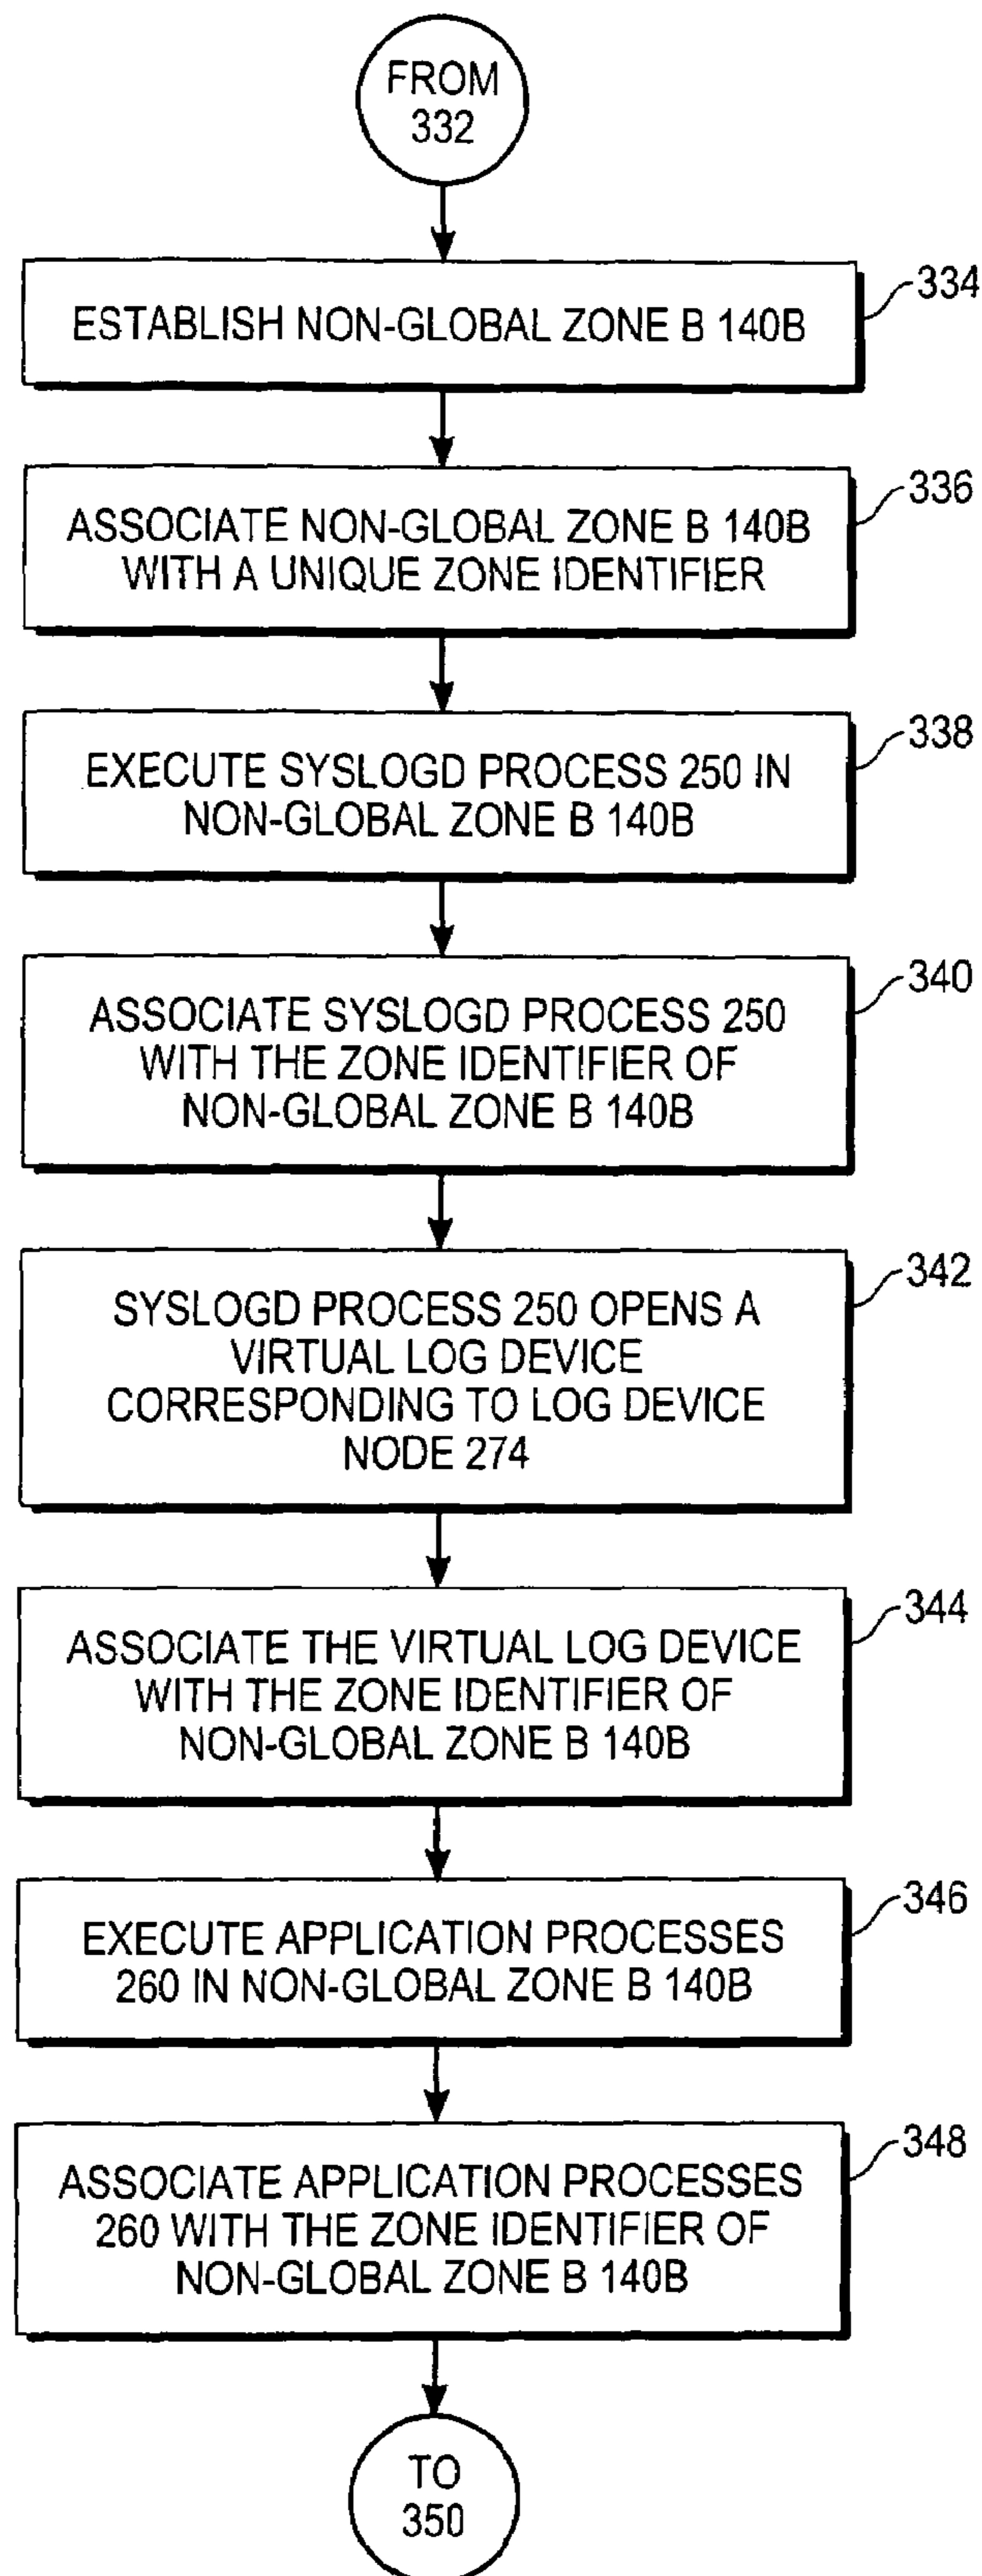 FROM
332
334
ESTABLISH NON-GLOBAL ZONE B 140B
336
ASSOCIATE NON-GLOBAL ZONE B 140B
WITH A UNIQUE ZONE IDENTIFIER
338
EXECUTE SYSLOGD PROCESS 250 IN
NON-GLOBAL ZONE B 140B
340
ASSOCIATE SYSLOGD PROCESS 250
WITH THE ZONE IDENTIFIER OF
NON-GLOBAL ZONE B 140B
342
SYSLOGD PROCESS 250 OPENS A
VIRTUAL LOG DEVICE
CORRESPONDING TO LOG DEVICE
NODE 274
344
ASSOCIATE THE VIRTUAL LOG DEVICE
WITH THE ZONE IDENTIFIER OF
NON-GLOBAL ZONE B 140B
346
EXECUTE APPLICATION PROCESSES
260 IN NON-GLOBAL ZONE B 140B
348
ASSOCIATE APPLICATION PROCESSES
260 WITH THE ZONE IDENTIFIER OF
NON-GLOBAL ZONE B 140B
TO
350